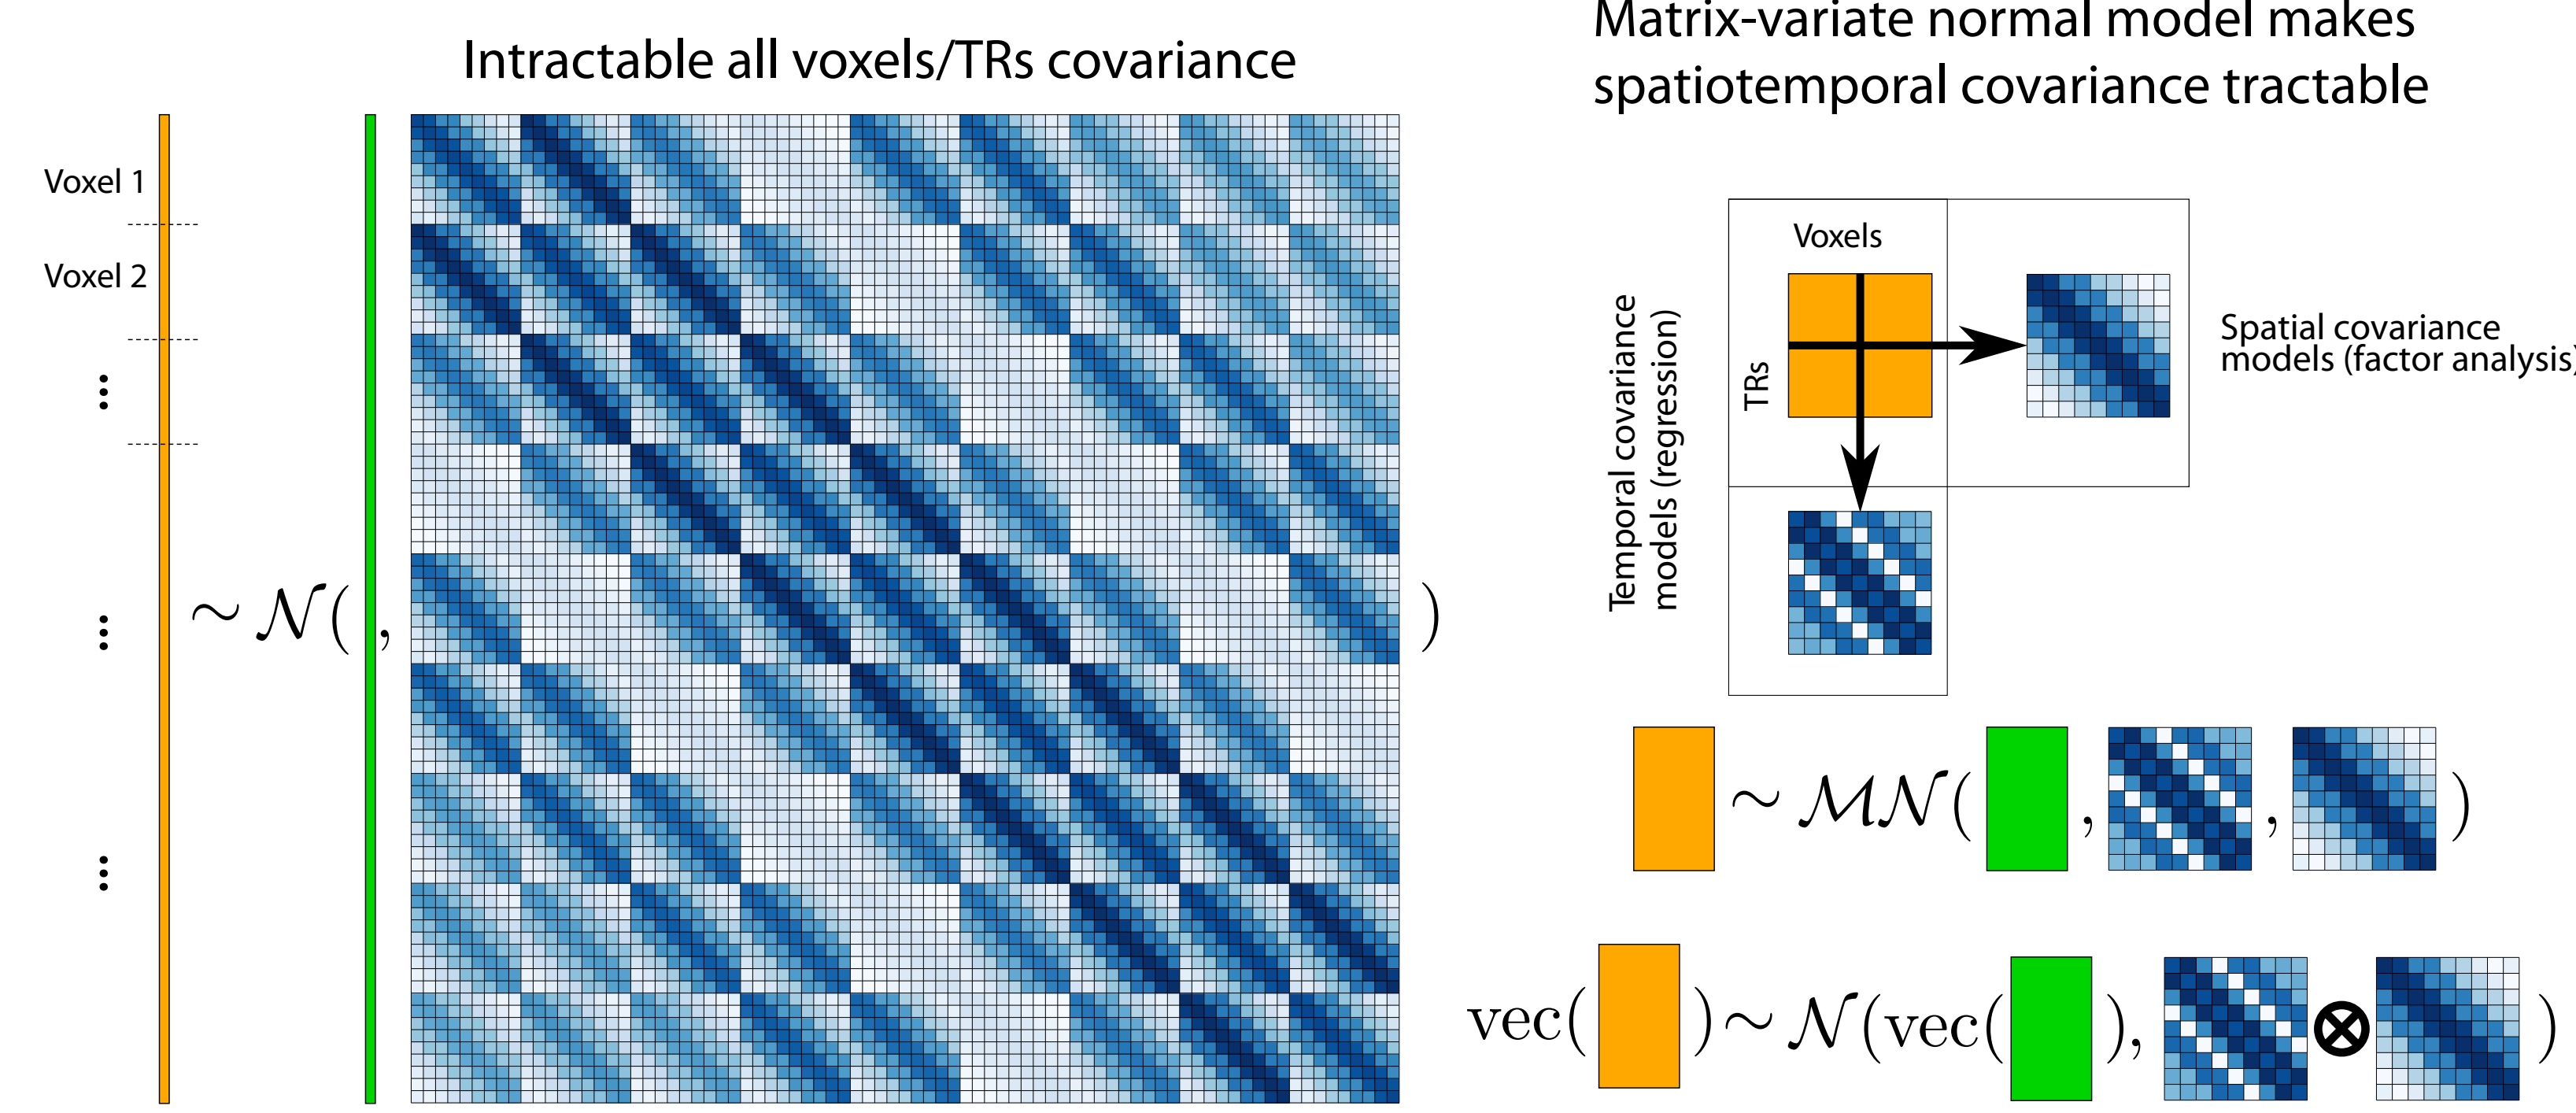 Intractable all voxels/TRs covariance
Voxel 1
Voxel 2
⋮
⋮
⋮
∼ 𝒩( , )
Matrix-variate normal model makes
spatiotemporal covariance tractable
Voxels
TRs
Temporal covariance
models (regression)
Spatial covariance
models (factor analysis)
∼ ℳ𝒩( , , )
vec( ) ∼ 𝒩(vec( ), ⊗ )